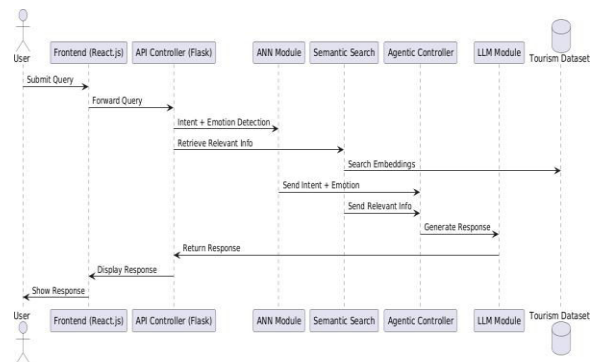 User
Frontend (React.js)
API Controller (Flask)
ANN Module
Semantic Search
Agentic Controller
LLM Module
Tourism Dataset
Submit Query
Forward Query
Intent + Emotion Detection
Retrieve Relevant Info
Search Embeddings
Send Intent + Emotion
Send Relevant Info
Generate Response
Return Response
Display Response
Show Response
User
Frontend (React.js)
API Controller (Flask)
ANN Module
Semantic Search
Agentic Controller
LLM Module
Tourism Dataset